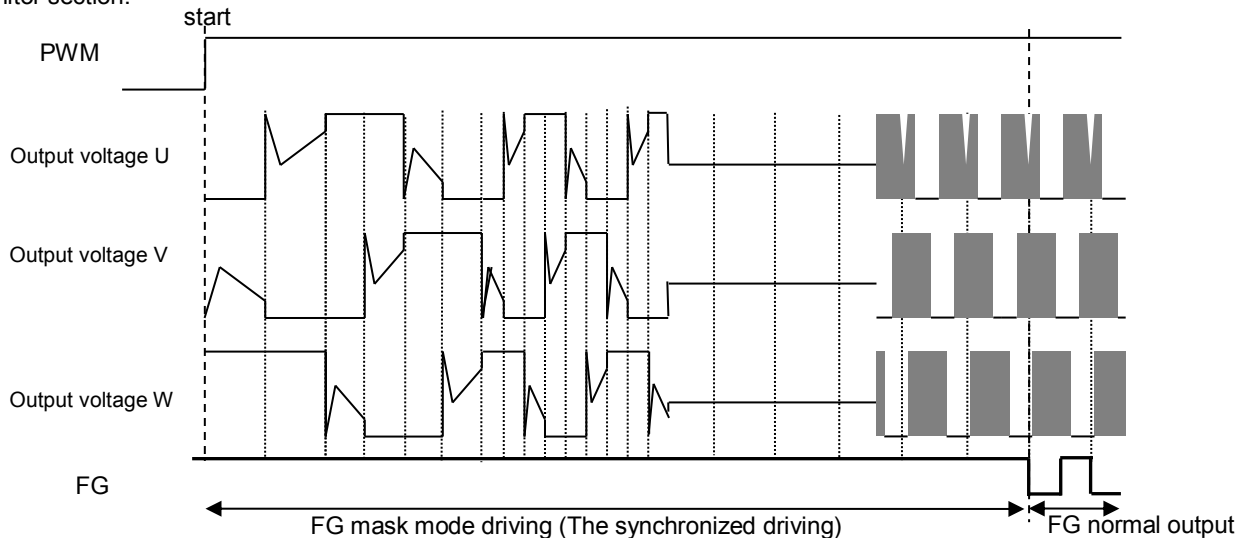 start
PWM
Output voltage U
Output voltage V
Output voltage W
FG
FG mask mode driving (The synchronized driving)
FG normal output